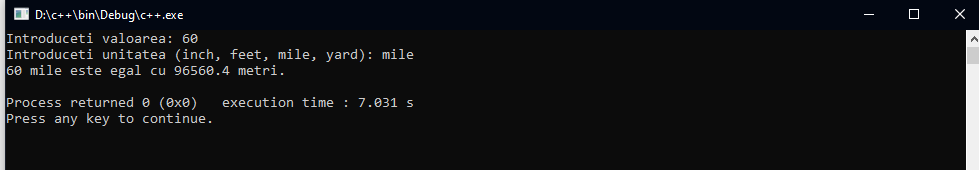 D:\c++\bin\Debug\c++.exe
Introduceti valoarea: 60
Introduceti unitatea (inch, feet, mile, yard): mile
60 mile este egal cu 96560.4 metri.
Process returned 0 (0x0)   execution time : 7.031 s
Press any key to continue.